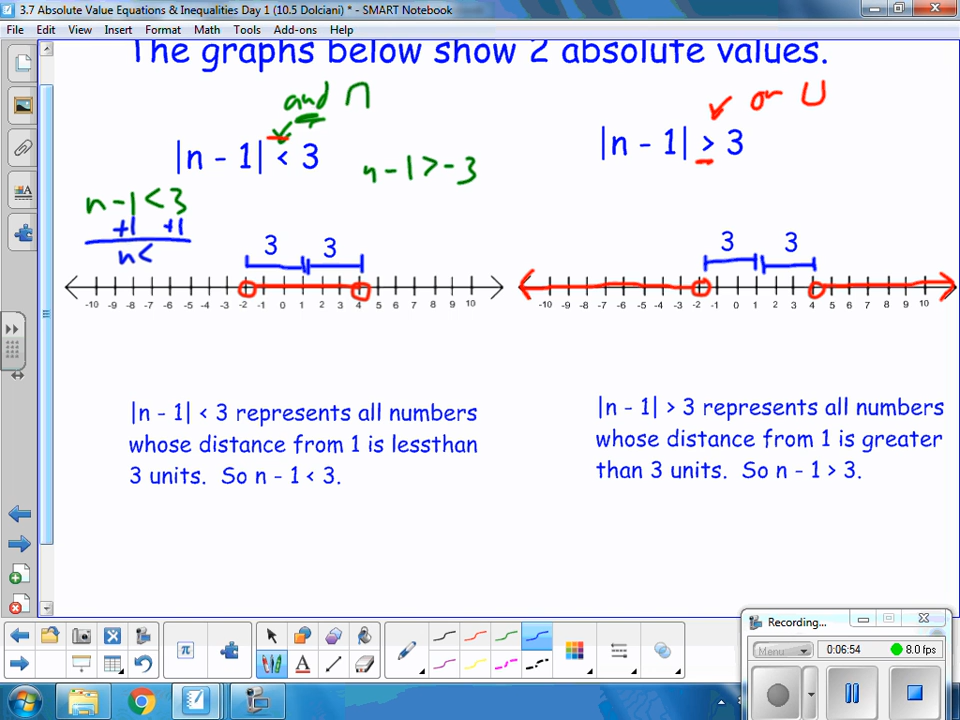 3.7 Absolute Value Equations & Inequalities Day 1 (10.5 Dolciani) * - SMART Notebook
File Edit View Insert Format Math Tools Add-ons Help
The graphs below show 2 absolute values.
and ∩
|n - 1| < 3
n-1>-3
n-1<3
+1 +1
n<
3 3
-10 -9 -8 -7 -6 -5 -4 -3 -2 -1 0 1 2 3 4 5 6 7 8 9 10
|n - 1| < 3 represents all numbers
whose distance from 1 is lessthan
3 units. So n - 1 < 3.
or U
|n - 1| > 3
3 3
-10 -9 -8 -7 -6 -5 -4 -3 -2 -1 0 1 2 3 4 5 6 7 8 9 10
|n - 1| > 3 represents all numbers
whose distance from 1 is greater
than 3 units. So n - 1 > 3.
Recording...
Menu 0:06:54 8.0 fps